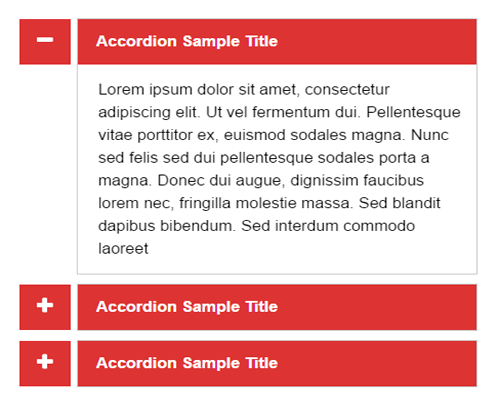 Accordion Sample Title
Lorem ipsum dolor sit amet, consectetur
adipiscing elit. Ut vel fermentum dui. Pellentesque
vitae porttitor ex, euismod sodales magna. Nunc
sed felis sed dui pellentesque sodales porta a
magna. Donec dui augue, dignissim faucibus
lorem nec, fringilla molestie massa. Sed blandit
dapibus bibendum. Sed interdum commodo
laoreet
Accordion Sample Title
Accordion Sample Title